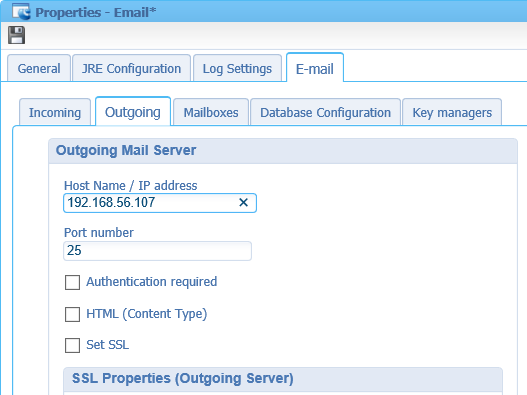 Properties - Email*
General JRE Configuration Log Settings E-mail
Incoming Outgoing Mailboxes Database Configuration Key managers
Outgoing Mail Server
Host Name / IP address
192.168.56.107
Port number
25
Authentication required
HTML (Content Type)
Set SSL
SSL Properties (Outgoing Server)